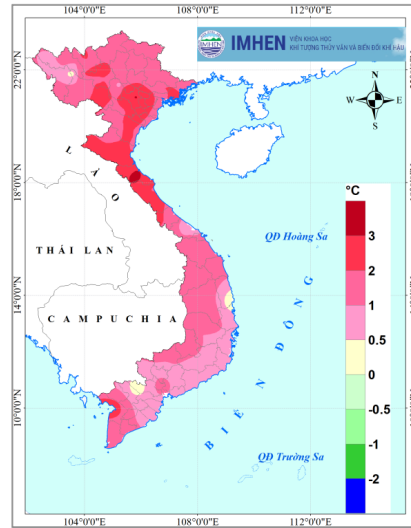 104°0'0"E 108°0'0"E 112°0'0"E
IMHEN
VIỆN KHOA HỌC
KHÍ TƯỢNG THỦY VĂN VÀ BIẾN ĐỔI KHÍ HẬU
IMHEN
22°0'0"N
N
W E
S
LÀO
18°0'0"N
°C
3
2
1
0.5
0
-0.5
-1
-2
QĐ Hoàng Sa
THÁI LAN
14°0'0"N
CAMPUCHIA
BIỂN ĐÔNG
10°0'0"N
QĐ Trường Sa
104°0'0"E 108°0'0"E 112°0'0"E